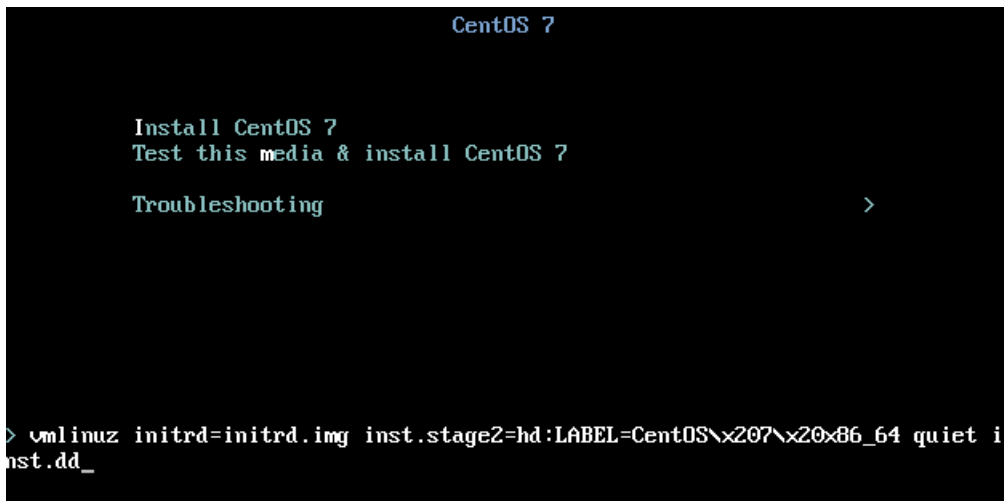 CentOS 7
Install CentOS 7
Test this media & install CentOS 7
Troubleshooting >
> vmlinuz initrd=initrd.img inst.stage2=hd:LABEL=CentOS\x207\x20x86_64 quiet i
nst.dd_